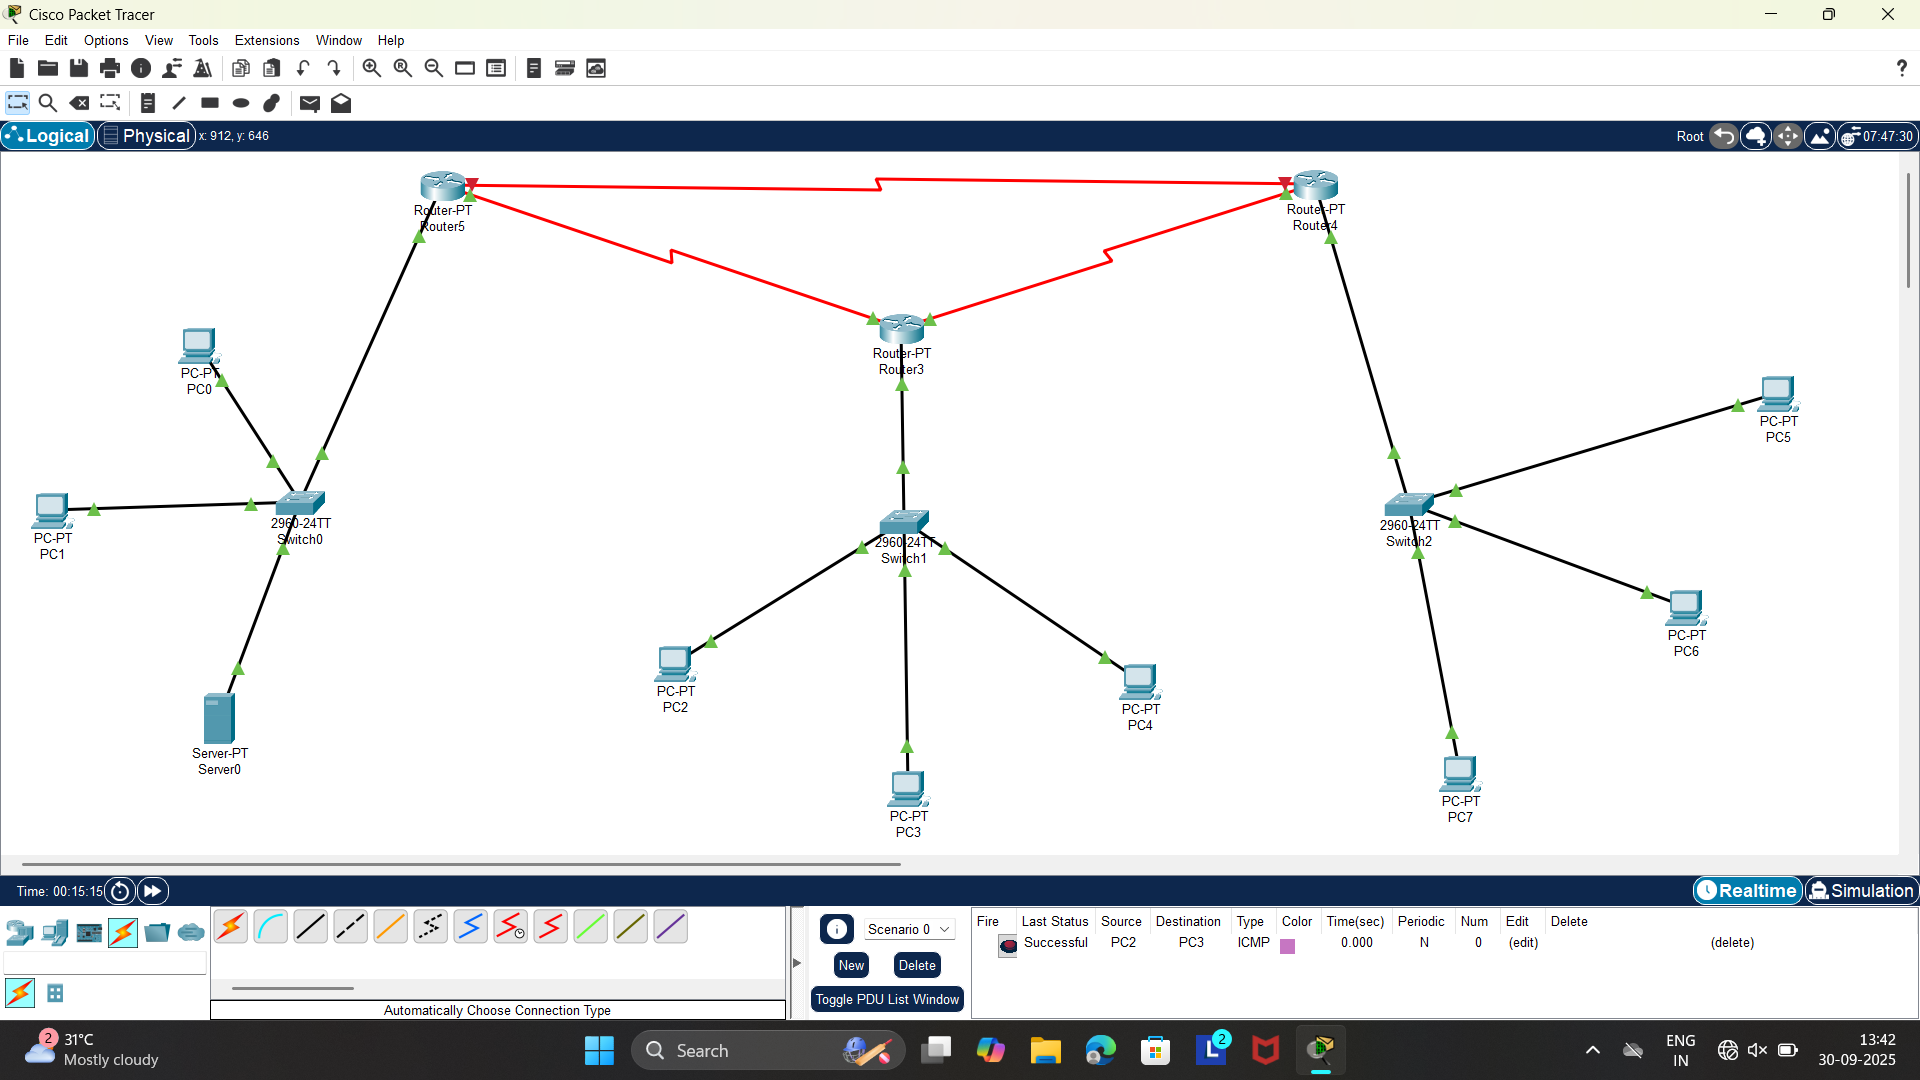 Cisco Packet Tracer
File Edit Options View Tools Extensions Window Help
?
Logical Physical x: 912, y: 646 Root 07:47:30
Router-PT
Router5
Router-PT
Router4
Router-PT
Router3
PC-PT
PC0
PC-PT
PC5
PC-PT
PC1
2960-24TT
Switch0
2960-24TT
Switch1
2960-24TT
Switch2
PC-PT
PC6
PC-PT
PC2
PC-PT
PC4
Server-PT
Server0
PC-PT
PC7
PC-PT
PC3
Time: 00:15:15 Realtime Simulation
Scenario 0
New Delete
Toggle PDU List Window
Fire Last Status Source Destination Type Color Time(sec) Periodic Num Edit Delete
Successful PC2 PC3 ICMP 0.000 N 0 (edit) (delete)
Automatically Choose Connection Type
2
31°C
Mostly cloudy
Search
L 2
ENG
IN
13:42
30-09-2025